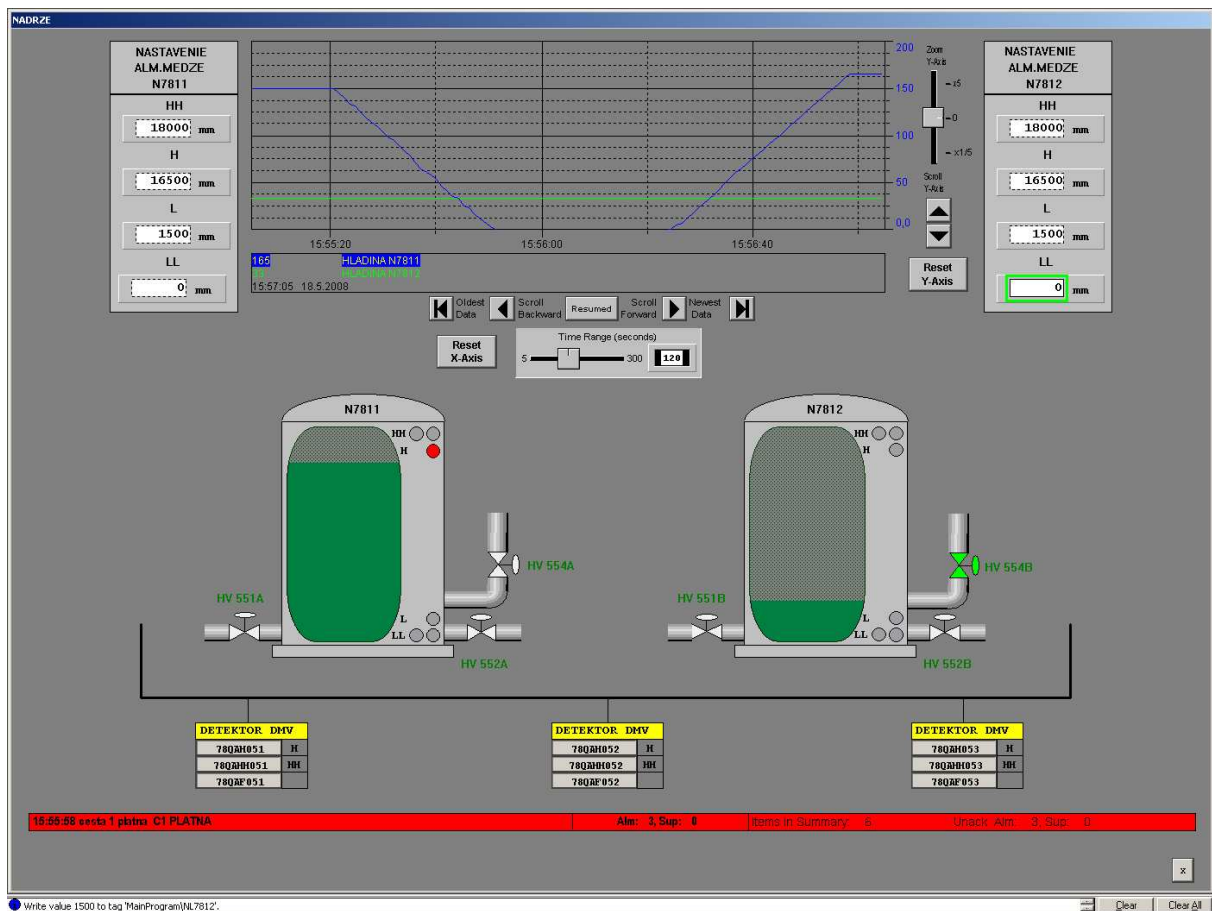 NADRZE
NASTAVENIE
ALM.MEDZE
N7811
HH
18000 mm
H
16500 mm
L
1500 mm
LL
0 mm
200
150
100
50
0,0
15:55:20 15:56:00 15:56:40
165 HLADINA N7811
33 HLADINA N7812
15:57:05 18.5.2008
Zoom
Y-Axis
x5
0
x1/5
Scroll
Y-Axis
Reset
Y-Axis
NASTAVENIE
ALM.MEDZE
N7812
HH
18000 mm
H
16500 mm
L
1500 mm
LL
0 mm
Oldest
Data
Scroll
Backward
Resumed
Scroll
Forward
Newest
Data
Reset
X-Axis
Time Range (seconds)
5 300 120
N7811
HH
H
L
LL
HV 554A
HV 551A
HV 552A
N7812
HH
H
L
LL
HV 554B
HV 551B
HV 552B
DETEKTOR DMV
78QAH051 H
78QAHH051 HH
78QAF051
DETEKTOR DMV
78QAH052 H
78QAHH052 HH
78QAF052
DETEKTOR DMV
78QAH053 H
78QAHH053 HH
78QAF053
15:55:58 cesta 1 platna C1 PLATNA Alm: 3, Sup: 0 Items in Summary: 6 Unack Alm: 3, Sup: 0
x
Write value 1500 to tag 'MainProgram\NL7812'. Clear Clear All